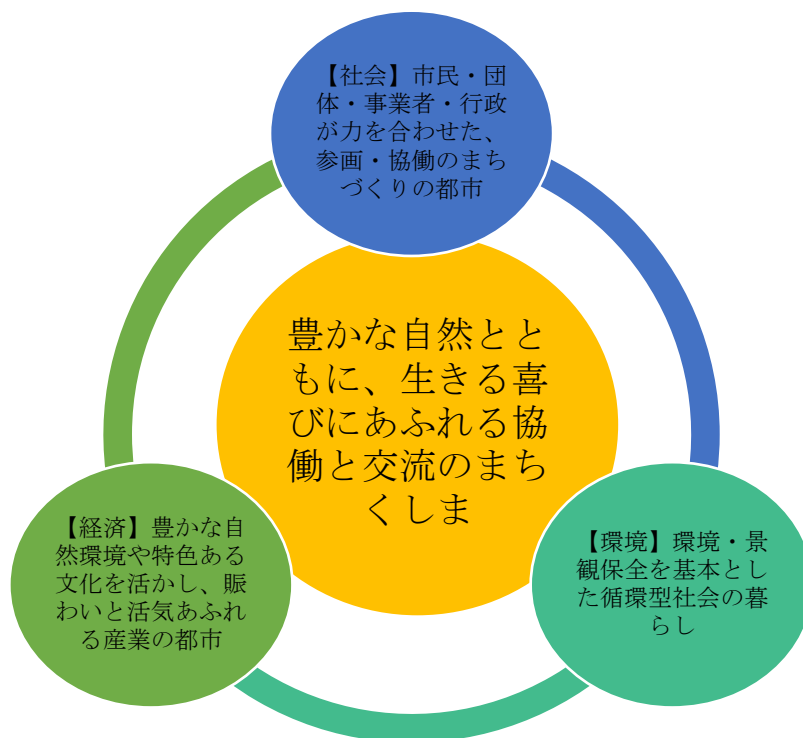 【社会】市民・団
体・事業者・行政
が力を合わせた、
参画・協働のまち
づくりの都市
豊かな自然とと
もに、生きる喜
びにあふれる協
働と交流のまち
くしま
【経済】豊かな自
然環境や特色ある
文化を活かし、賑
わいと活気あふれ
る産業の都市
【環境】環境・景
観保全を基本とし
た循環型社会の暮
らし